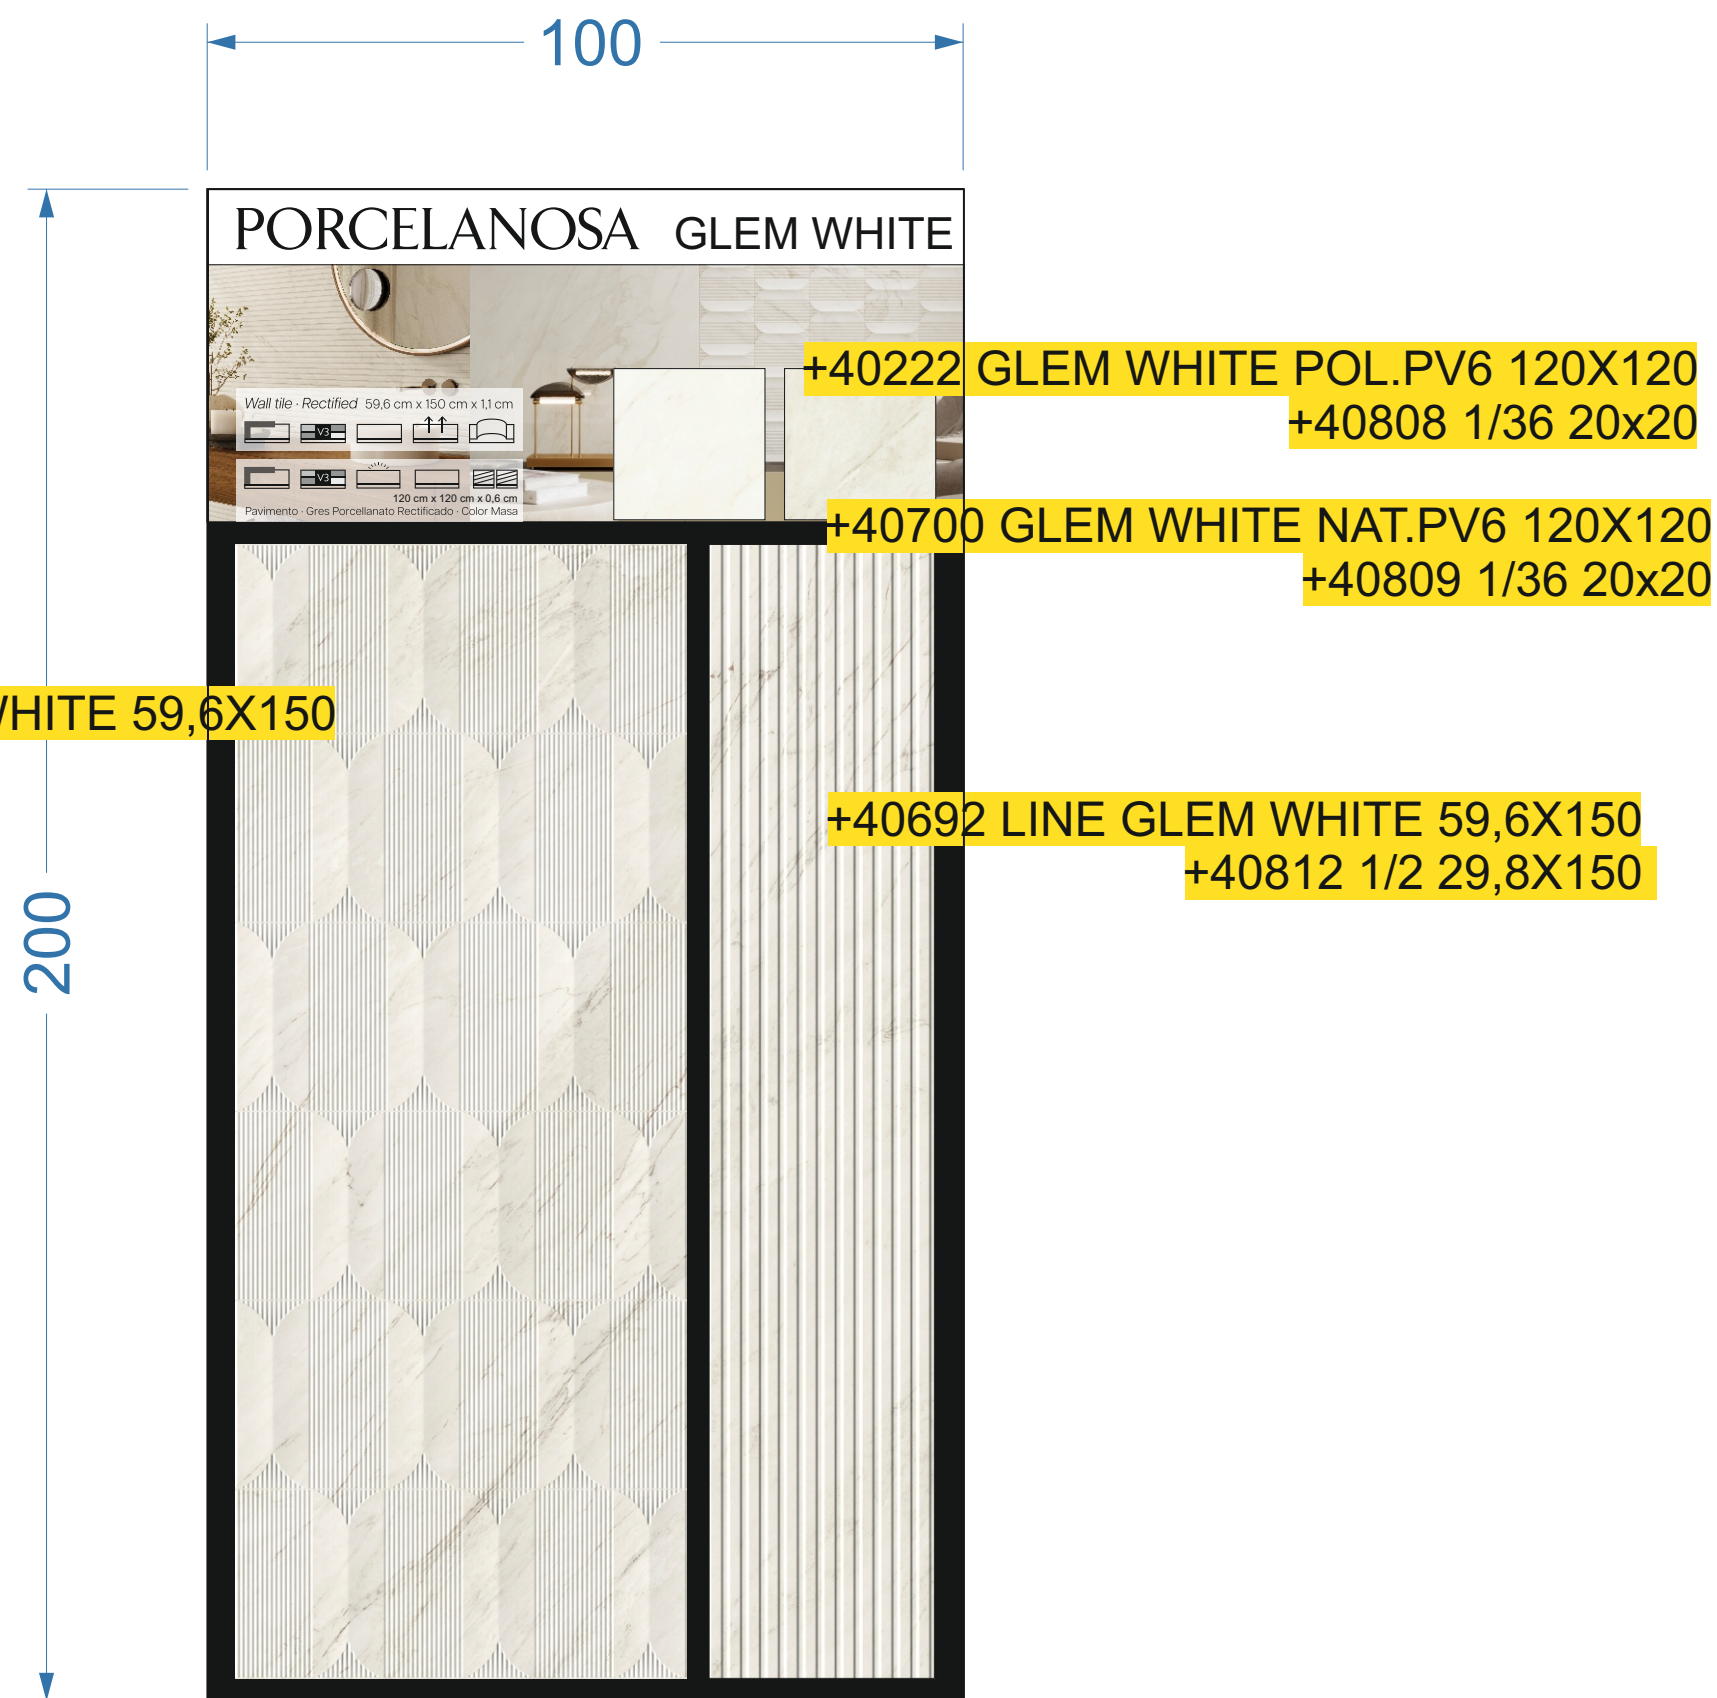 100
PORCELANOSA GLEM WHITE
+40222 GLEM WHITE POL.PV6 120X120
+40808 1/36 20x20
Wall tile · Rectified 59,6 cm x 150 cm x 1,1 cm
V3
V3
120 cm x 120 cm x 0,6 cm
Pavimento · Gres Porcellanato Rectificado · Color Masa
+40700 GLEM WHITE NAT.PV6 120X120
+40809 1/36 20x20
WHITE 59,6X150
+40692 LINE GLEM WHITE 59,6X150
+40812 1/2 29,8X150
200